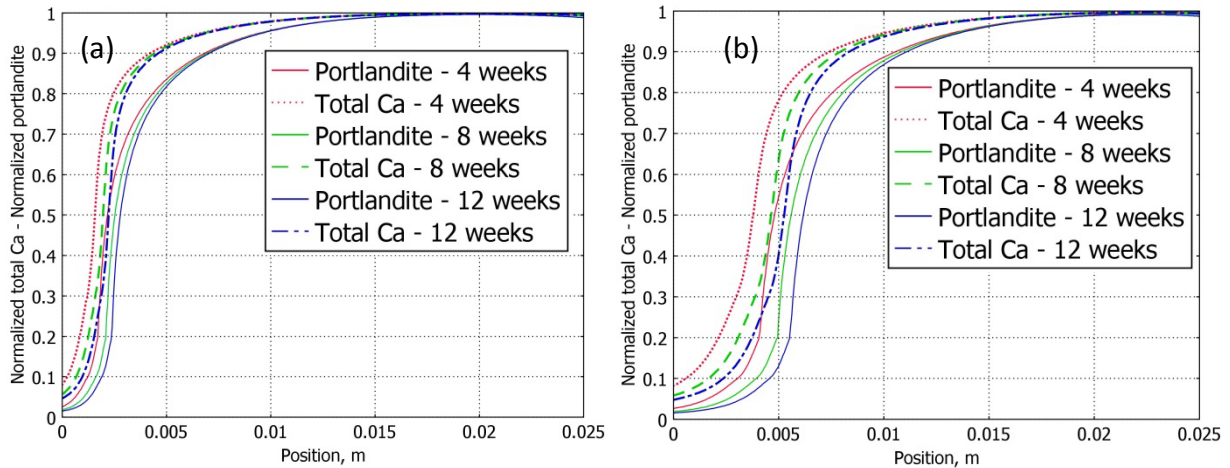 (a)
Normalized total Ca - Normalized portlandite
1
0.9
0.8
0.7
0.6
0.5
0.4
0.3
0.2
0.1
0
Portlandite - 4 weeks
Total Ca - 4 weeks
Portlandite - 8 weeks
Total Ca - 8 weeks
Portlandite - 12 weeks
Total Ca - 12 weeks
0 0.005 0.01 0.015 0.02 0.025
Position, m
(b)
Normalized total Ca - Normalized portlandite
1
0.9
0.8
0.7
0.6
0.5
0.4
0.3
0.2
0.1
0
Portlandite - 4 weeks
Total Ca - 4 weeks
Portlandite - 8 weeks
Total Ca - 8 weeks
Portlandite - 12 weeks
Total Ca - 12 weeks
0 0.005 0.01 0.015 0.02 0.025
Position, m